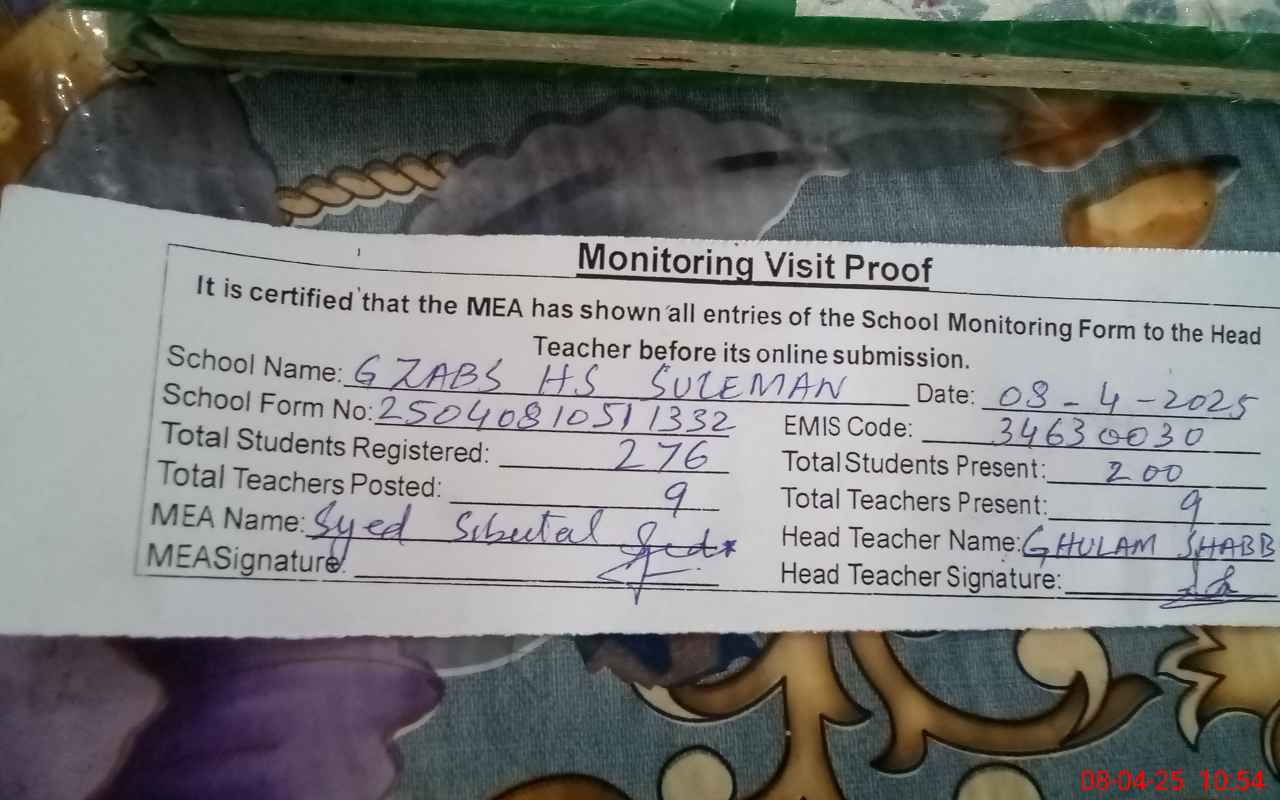 Monitoring Visit Proof
It is certified that the MEA has shown all entries of the School Monitoring Form to the Head
Teacher before its online submission.
School Name: G ZABS HS SULEMAN Date: 08-4-2025
School Form No: 25040810511332 EMIS Code: 34630030
Total Students Registered: 276 Total Students Present: 200
Total Teachers Posted: 9 Total Teachers Present: 9
MEA Name: Syed Head Teacher Name: GHULAM SHABB
MEASignature: Head Teacher Signature:
08-04-25 10:54